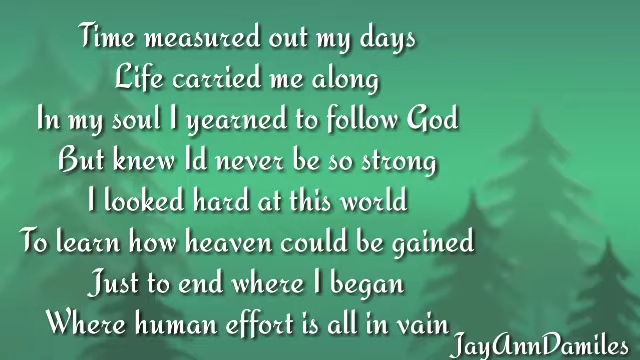 Time measured out my days
Life carried me along
In my soul I yearned to follow God
But knew Id never be so strong
I looked hard at this world
To learn how heaven could be gained
Just to end where I began
Where human effort is all in vain
JayAnnDamiles